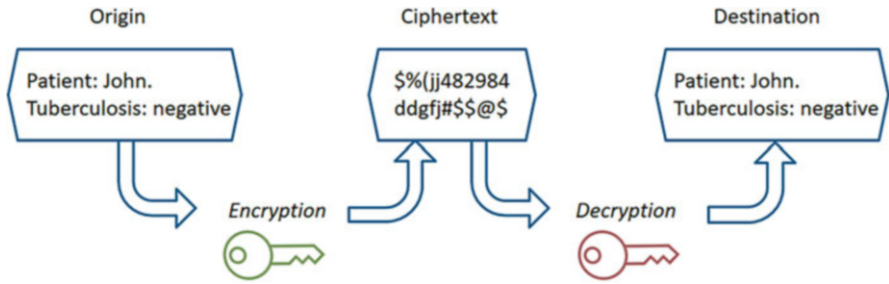 Origin
Ciphertext
Destination
Patient: John.
Tuberculosis: negative
$%(jj482984
ddgfj#$$@$
Patient: John.
Tuberculosis: negative
Encryption
Decryption